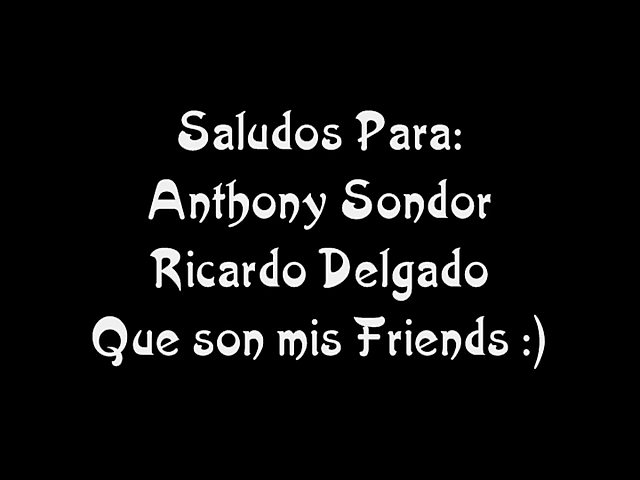 Saludos Para:
Anthony Sondor
Ricardo Delgado
Que son mis Friends :)